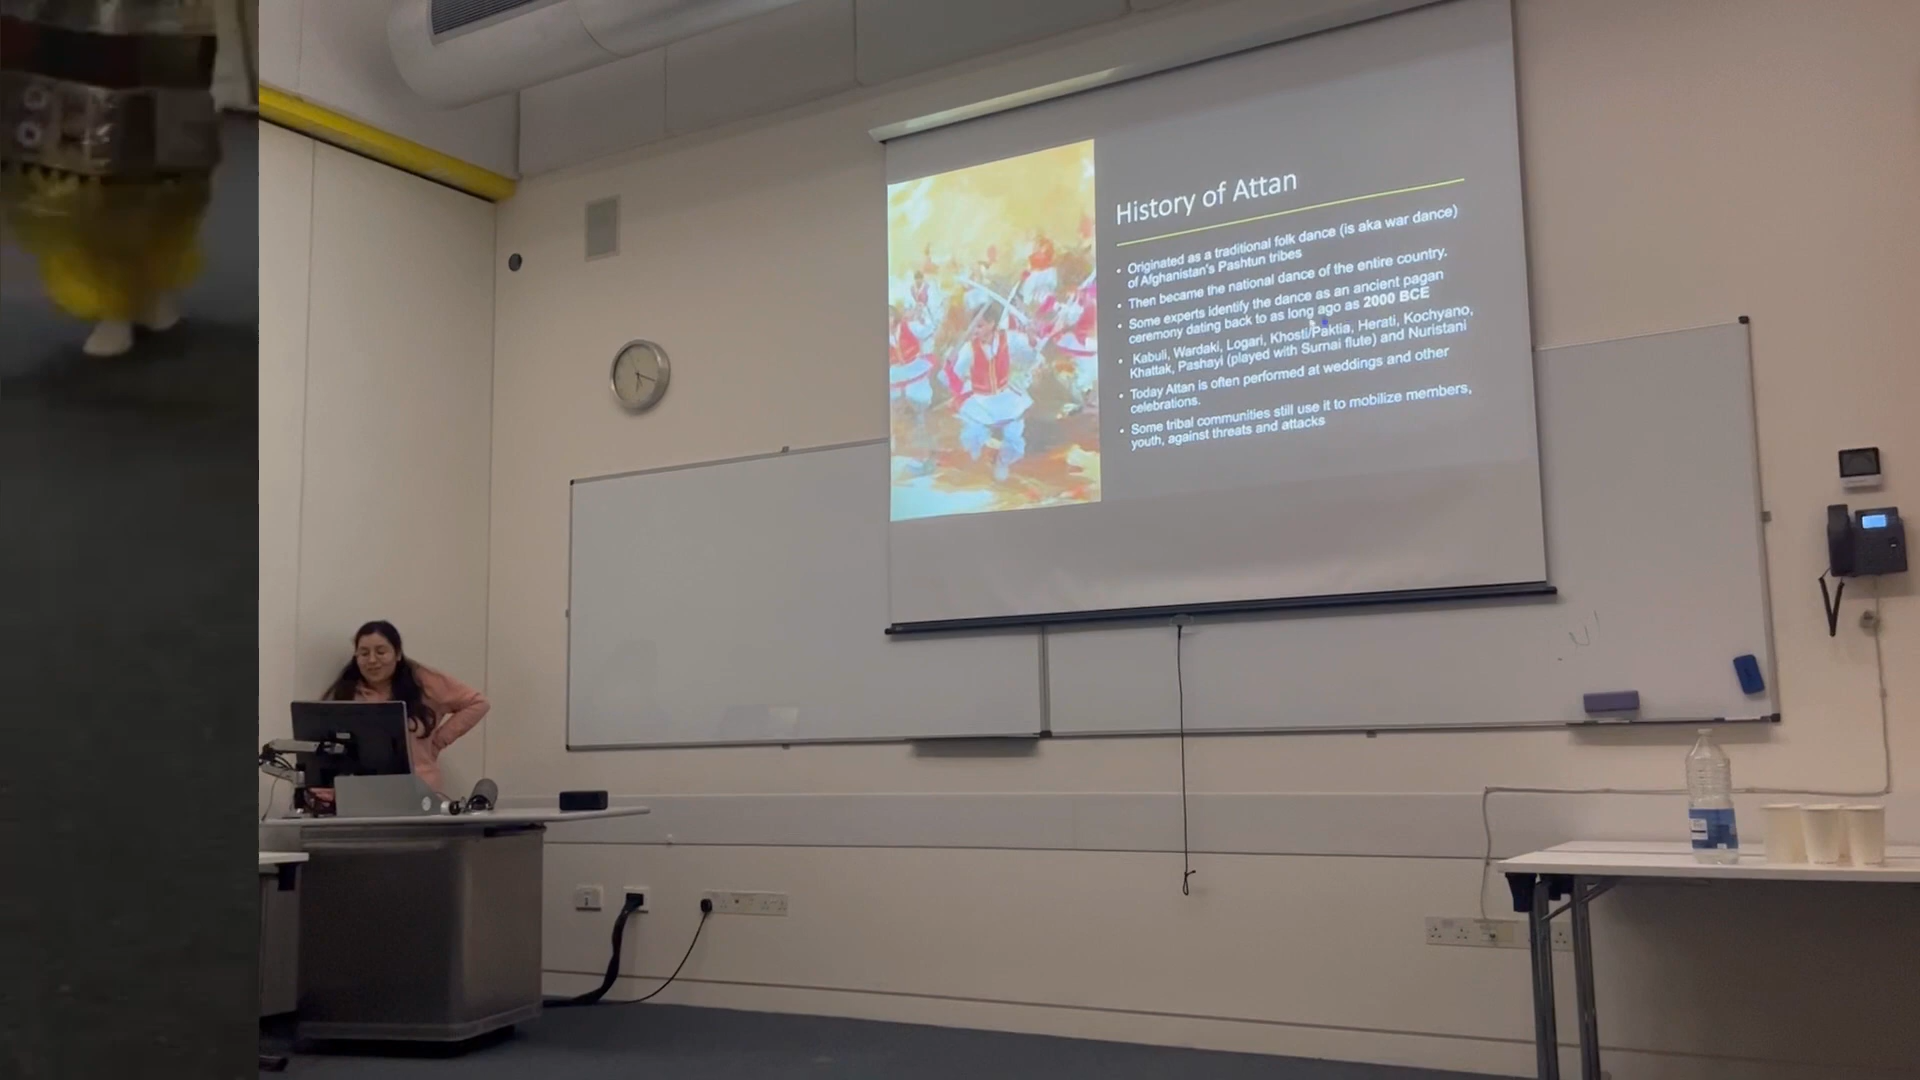 History of Attan
• Originated as a traditional folk dance (is aka war dance)
of Afghanistan's Pashtun tribes
• Then became the national dance of the entire country.
• Some experts identify the dance as an ancient pagan
ceremony dating back to as long ago as 2000 BCE
• Kabuli, Wardaki, Logari, Khosti/Paktia, Herati, Kochyano,
Khattak, Pashayi (played with Surnai flute) and Nuristani
• Today Attan is often performed at weddings and other
celebrations.
• Some tribal communities still use it to mobilize members,
youth, against threats and attacks